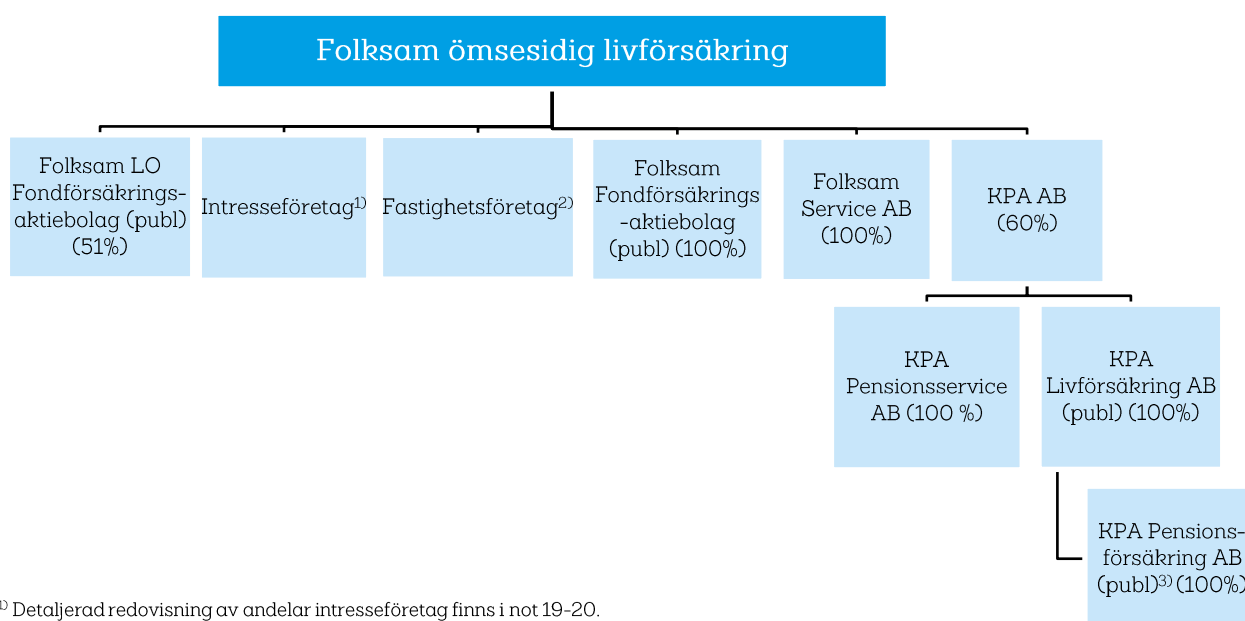 Folksam ömsesidig livförsäkring
Folksam LO
Fondförsäkrings-
aktiebolag (publ)
(51%)
Intresseföretag1)
Fastighetsföretag2)
Folksam
Fondförsäkrings
-aktiebolag
(publ) (100%)
Folksam
Service AB
(100%)
KPA AB
(60%)
KPA
Pensionsservice
AB (100 %)
KPA
Livförsäkring AB
(publ) (100%)
KPA Pensions-
försäkring AB
(publ)3) (100%)
1) Detaljerad redovisning av andelar intresseföretag finns i not 19-20.